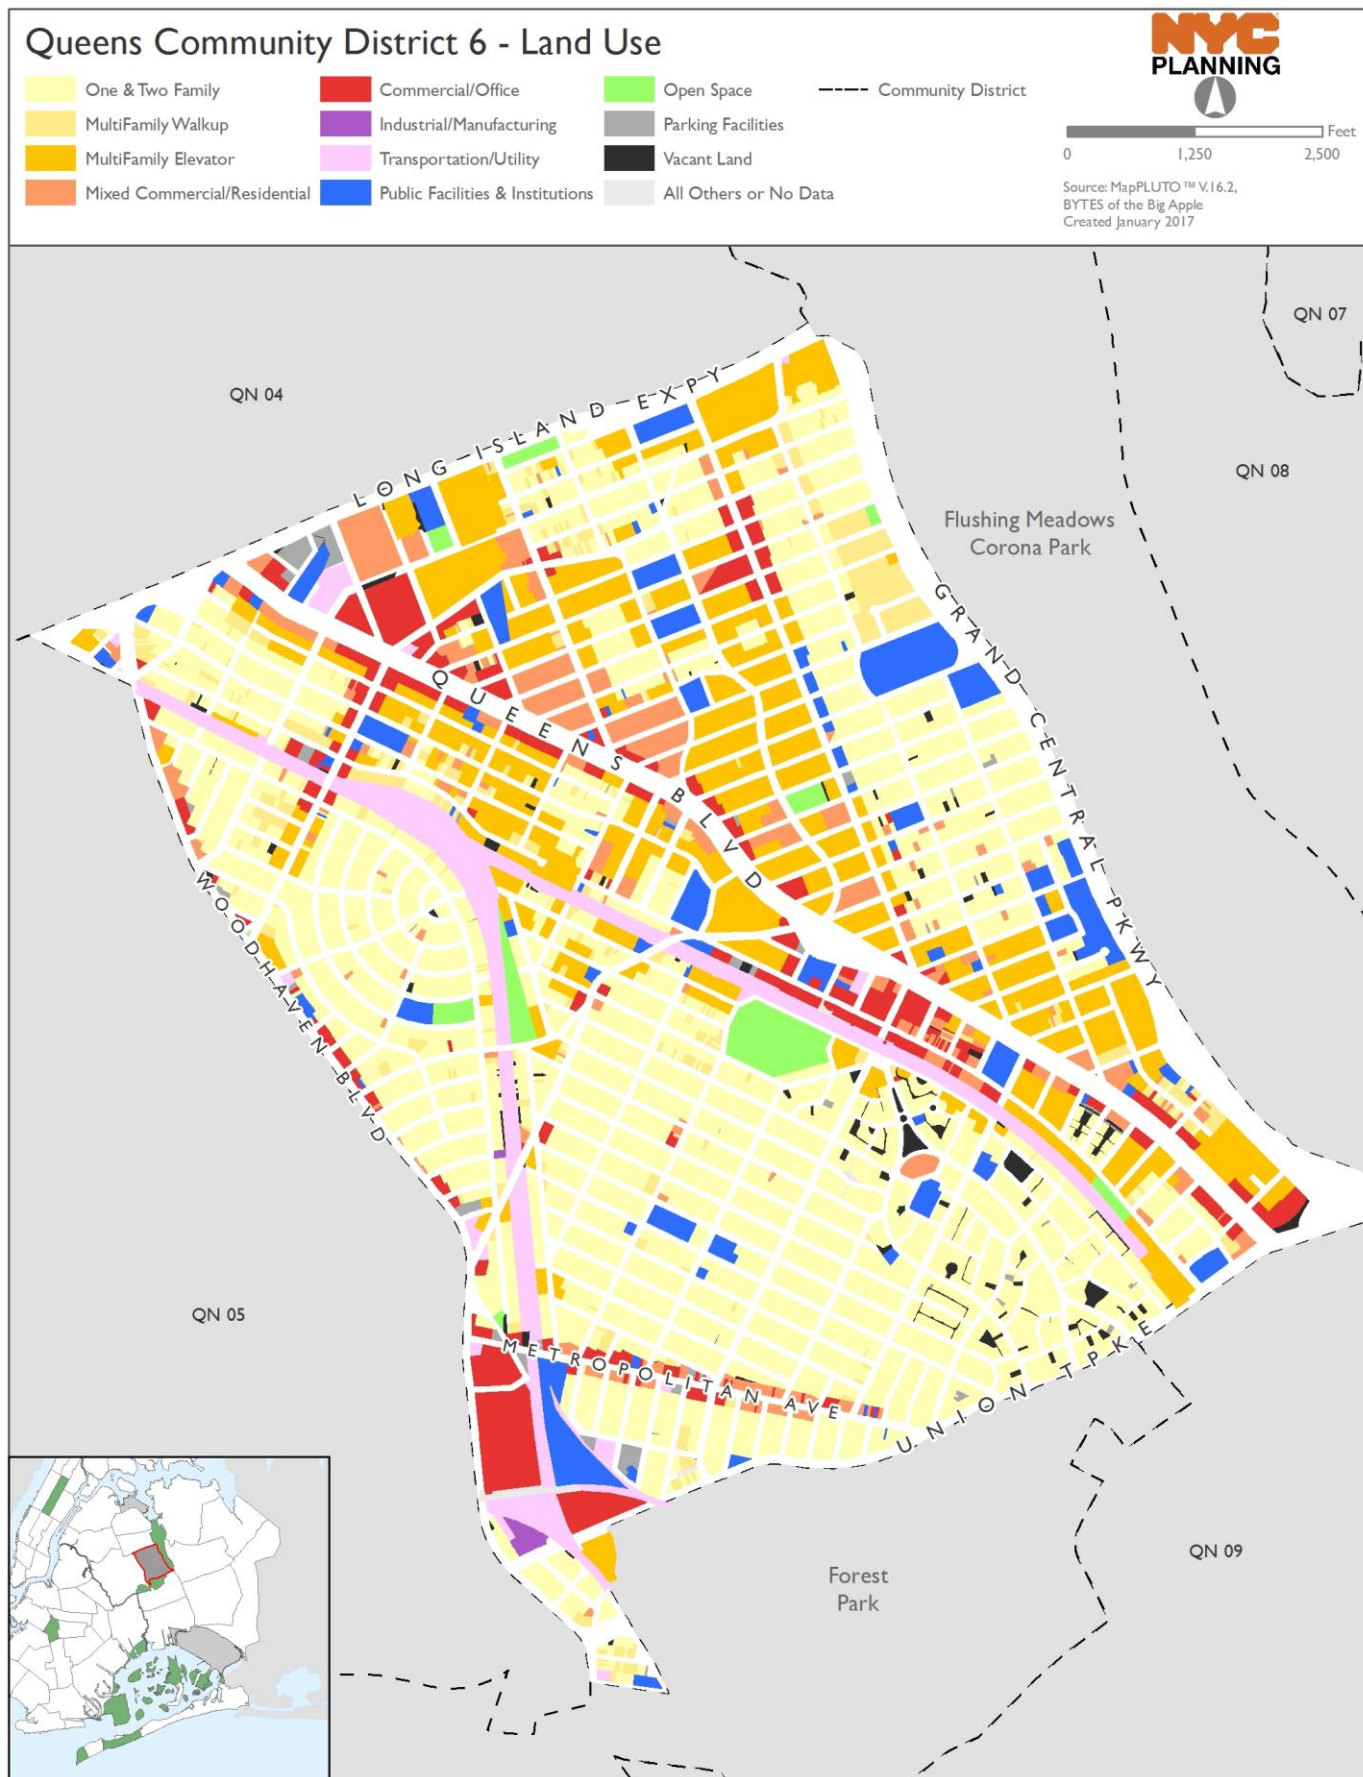 Queens Community District 6 - Land Use
One & Two Family
MultiFamily Walkup
MultiFamily Elevator
Mixed Commercial/Residential
Commercial/Office
Industrial/Manufacturing
Transportation/Utility
Public Facilities & Institutions
Open Space
Parking Facilities
Vacant Land
All Others or No Data
Community District
NYC
PLANNING
Feet
0 1,250 2,500
Source: MapPLUTO™ V.16.2,
BYTES of the Big Apple
Created January 2017
QN 07
QN 04
LONG ISLAND EXPY
QN 08
Flushing Meadows
Corona Park
GRAND CENTRAL PKWY
QUEENS BLVD
WOODHAVEN BLVD
QN 05
METROPOLITAN AVE
UNION TPKE
QN 09
Forest
Park